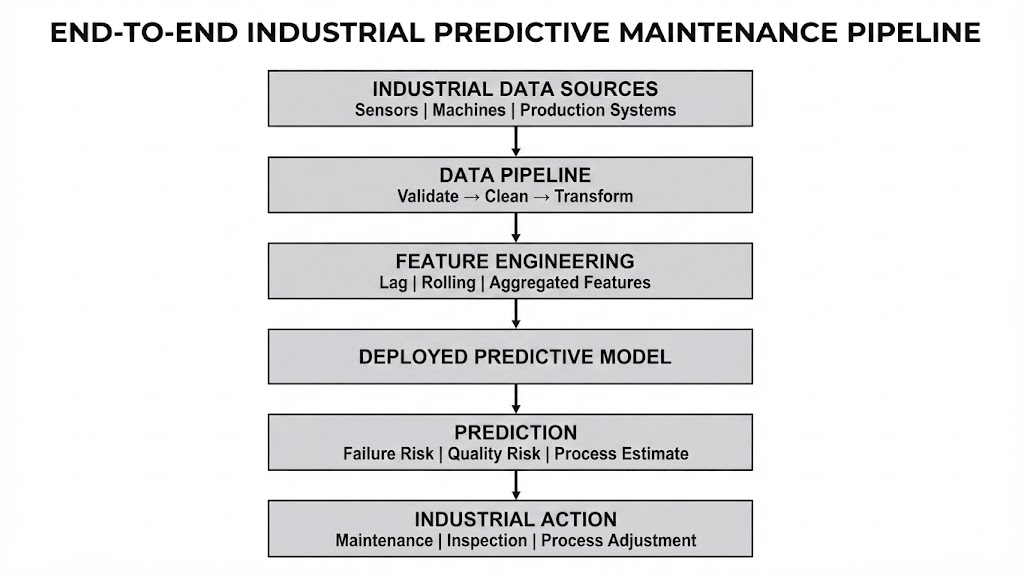 END-TO-END INDUSTRIAL PREDICTIVE MAINTENANCE PIPELINE
INDUSTRIAL DATA SOURCES
Sensors | Machines | Production Systems
DATA PIPELINE
Validate → Clean → Transform
FEATURE ENGINEERING
Lag | Rolling | Aggregated Features
DEPLOYED PREDICTIVE MODEL
PREDICTION
Failure Risk | Quality Risk | Process Estimate
INDUSTRIAL ACTION
Maintenance | Inspection | Process Adjustment